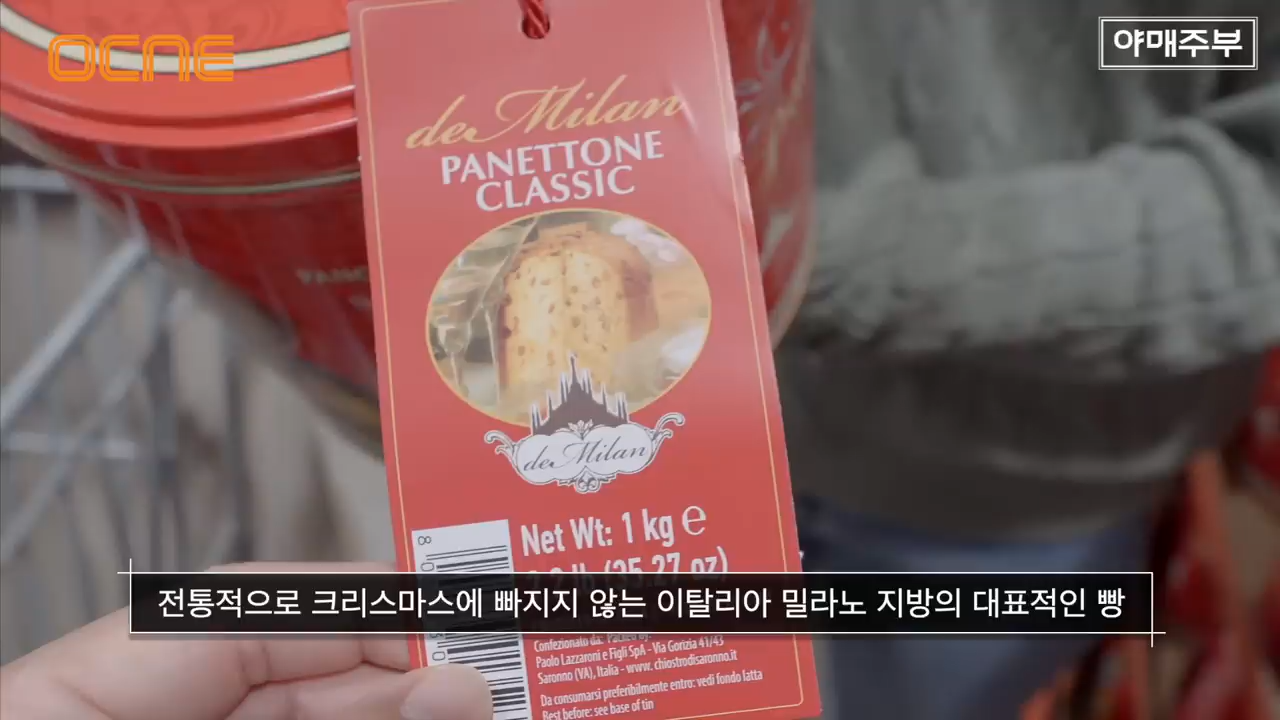 OCNE
야매주부
de Milan
PANETTONE
CLASSIC
de Milan
Net Wt: 1 kg e
(35.27 oz)
전통적으로 크리스마스에 빠지지 않는 이탈리아 밀라노 지방의 대표적인 빵
Confezionato da: Packed by:
Paolo Lazzaroni e Figli SpA - Via Gorizia 41/43
Saronno (VA), Italia - www. chiostrodisaronno.it
Da consumarsi preferibilmente entro: vedi fondo latta
Best before: see base of tin